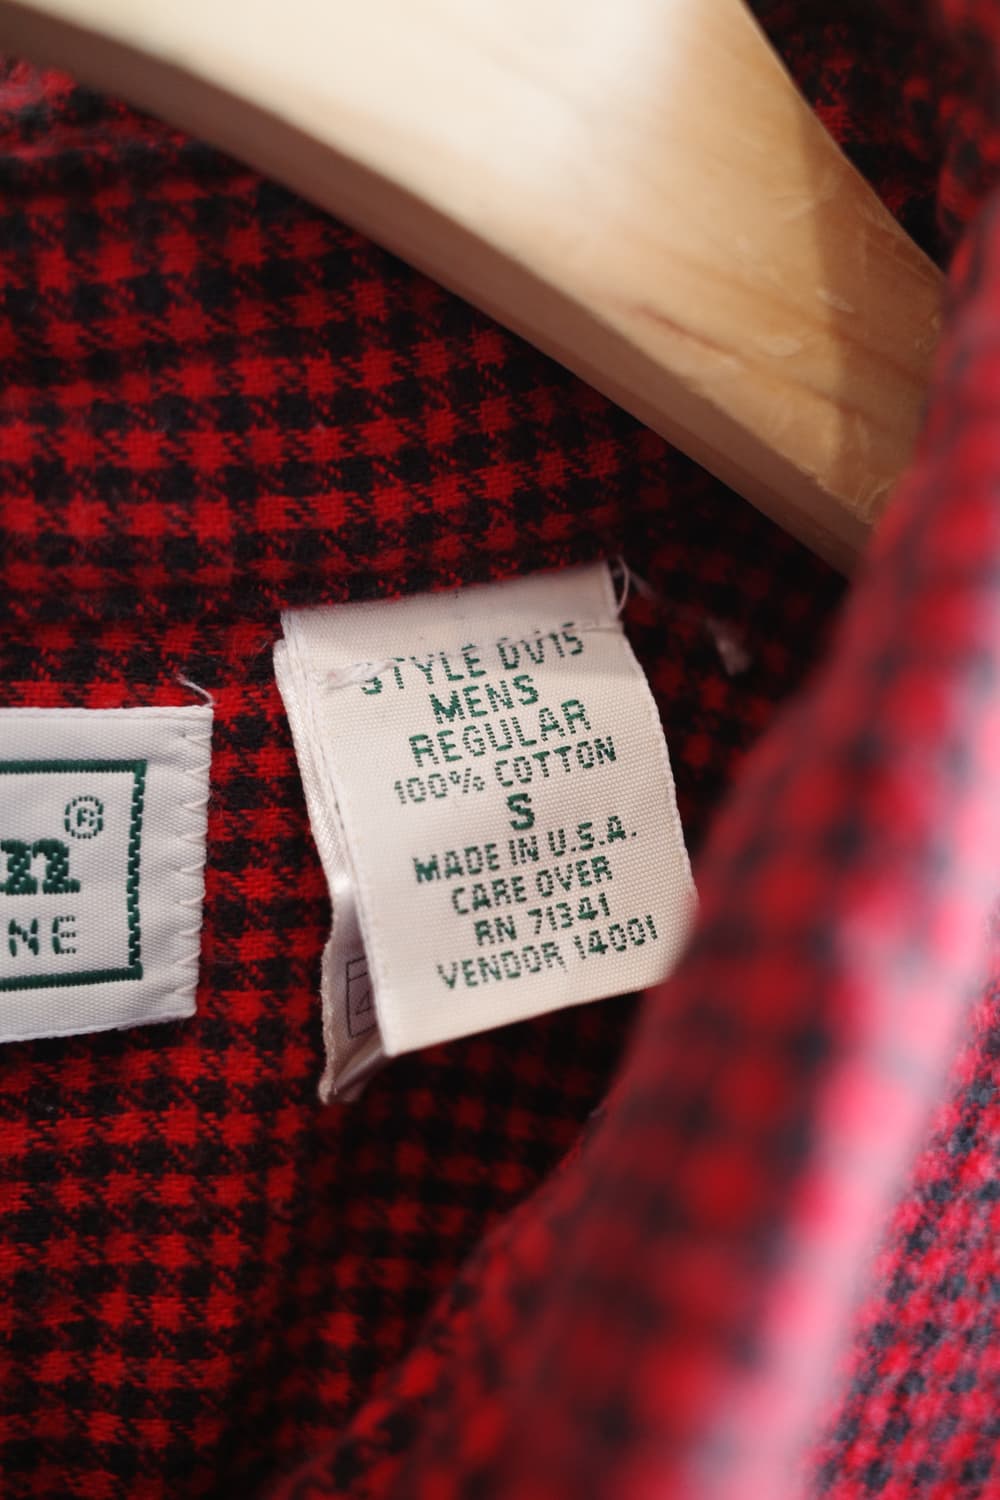 STYLE DV15
MENS
REGULAR
100% COTTON
S
MADE IN U.S.A.
CARE OVER
RN 71341
VENDOR 14001
®
NE